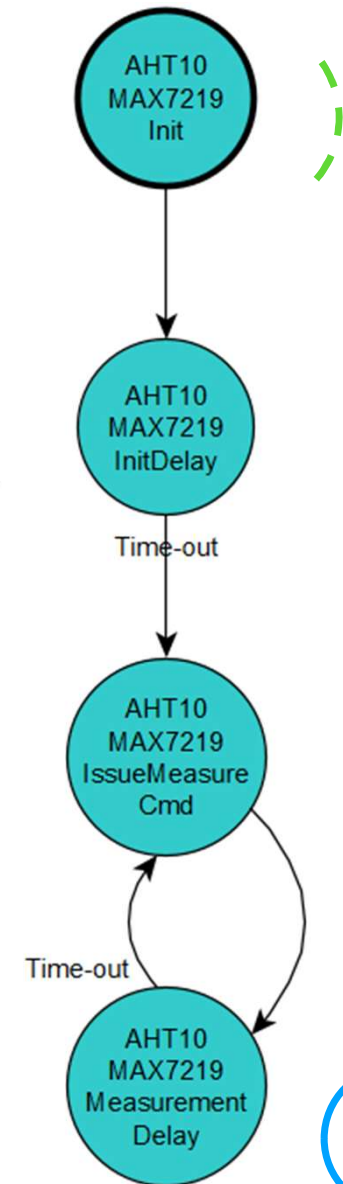 AHT10
MAX7219
Init
AHT10
MAX7219
InitDelay
Time-out
AHT10
MAX7219
IssueMeasure
Cmd
Time-out
AHT10
MAX7219
Measurement
Delay